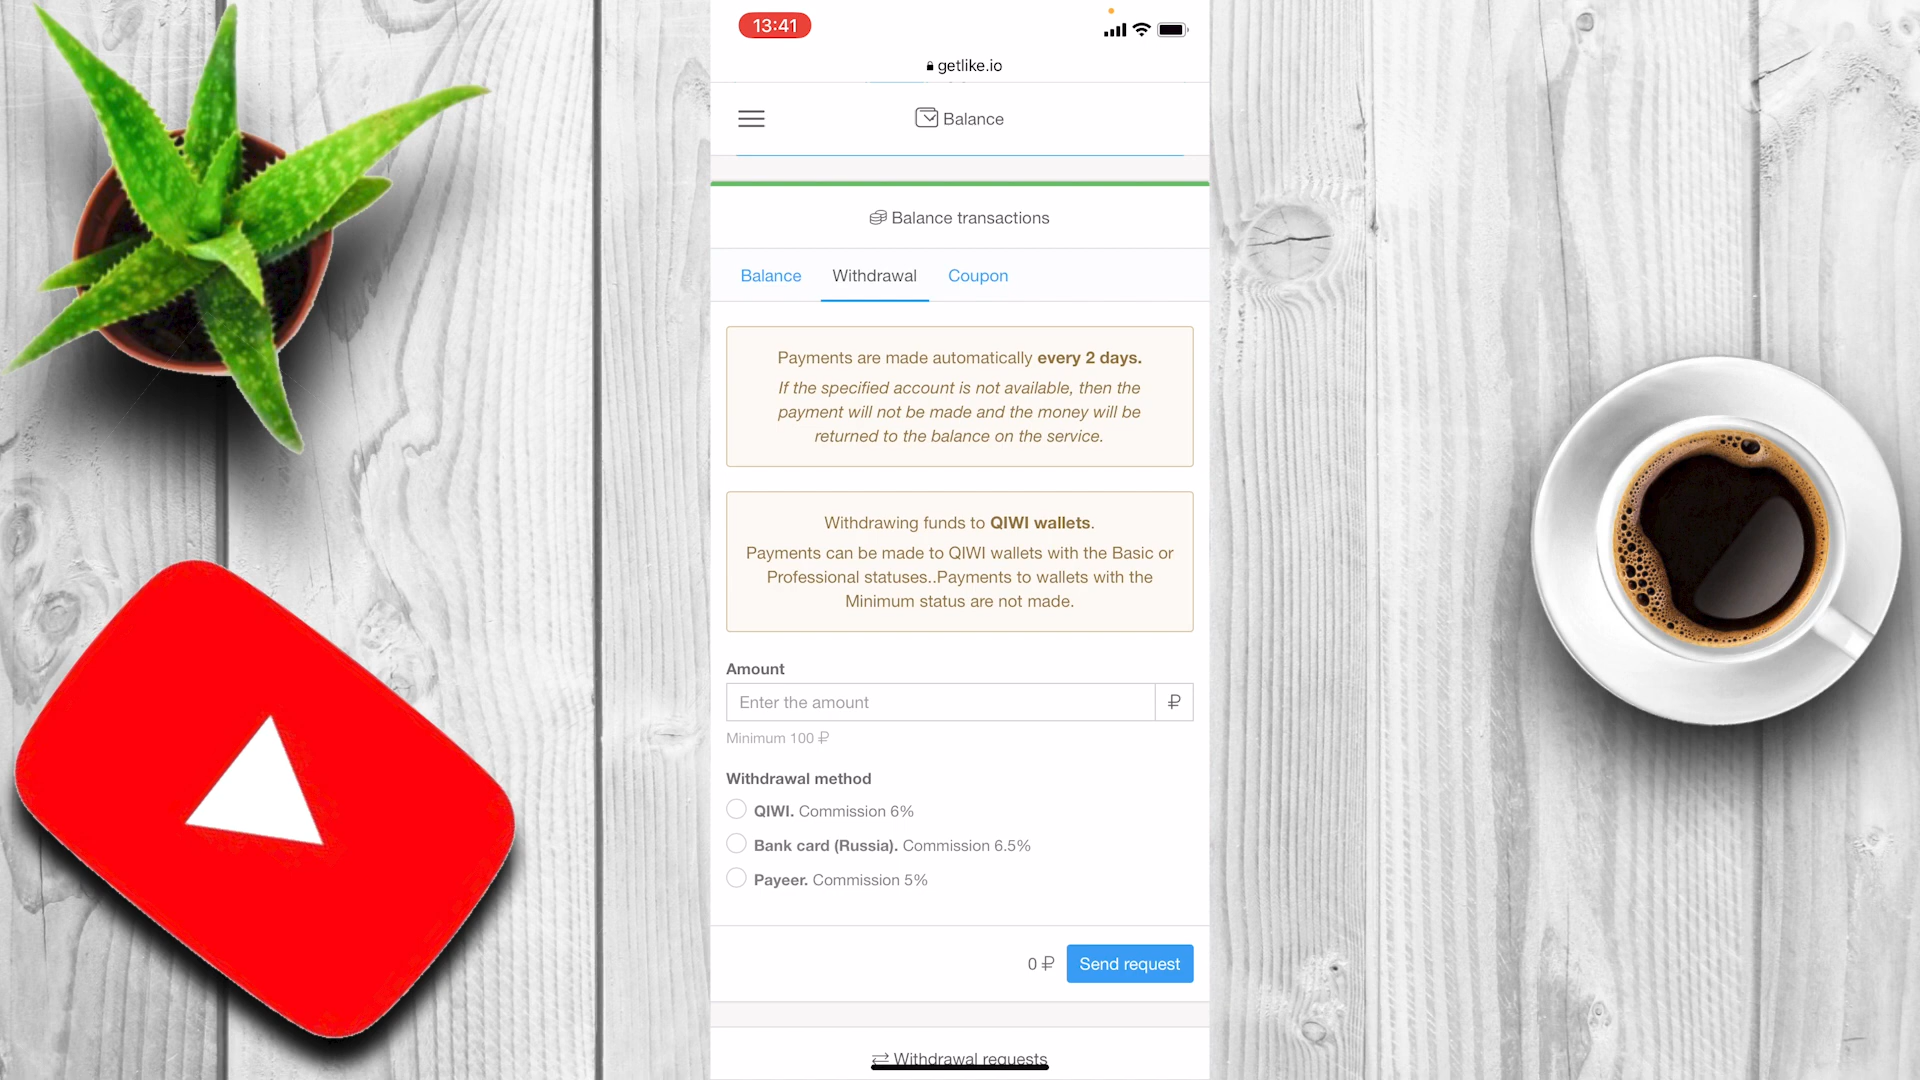 13:41
getlike.io
Balance
Balance transactions
Balance Withdrawal Coupon
Payments are made automatically every 2 days.
If the specified account is not available, then the
payment will not be made and the money will be
returned to the balance on the service.
Withdrawing funds to QIWI wallets.
Payments can be made to QIWI wallets with the Basic or
Professional statuses..Payments to wallets with the
Minimum status are not made.
Amount
Enter the amount ₽
Minimum 100 ₽
Withdrawal method
QIWI. Commission 6%
Bank card (Russia). Commission 6.5%
Payeer. Commission 5%
0 ₽ Send request
Withdrawal requests